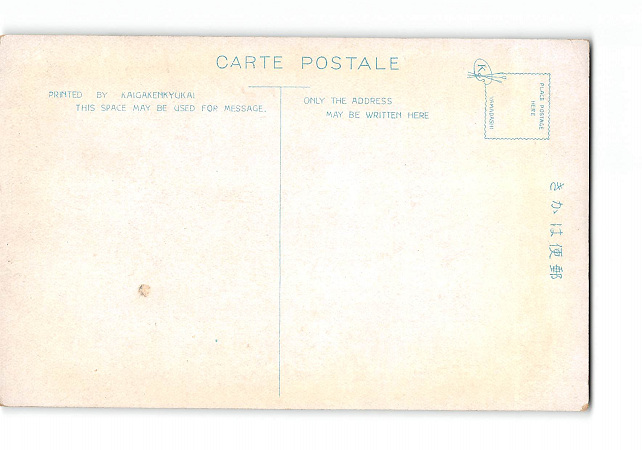 CARTE POSTALE
PRINTED BY KAIGAKENKYUKAI
THIS SPACE MAY BE USED FOR MESSAGE.
ONLY THE ADDRESS
MAY BE WRITTEN HERE
K
PLACE POSTAGE
HERE
YAMADASHI
きかは便郵